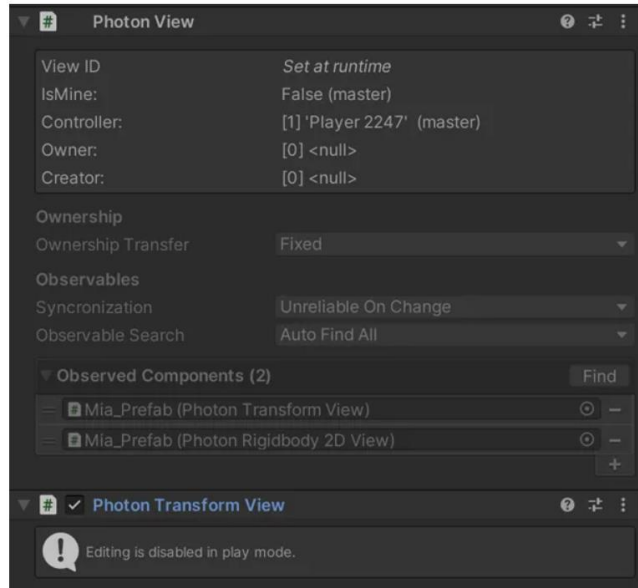 Photon View
View ID Set at runtime
IsMine: False (master)
Controller: [1] 'Player 2247' (master)
Owner: [0] <null>
Creator: [0] <null>
Ownership
Ownership Transfer Fixed
Observables
Syncronization Unreliable On Change
Observable Search Auto Find All
Observed Components (2) Find
Mia_Prefab (Photon Transform View)
Mia_Prefab (Photon Rigidbody 2D View)
Photon Transform View
Editing is disabled in play mode.